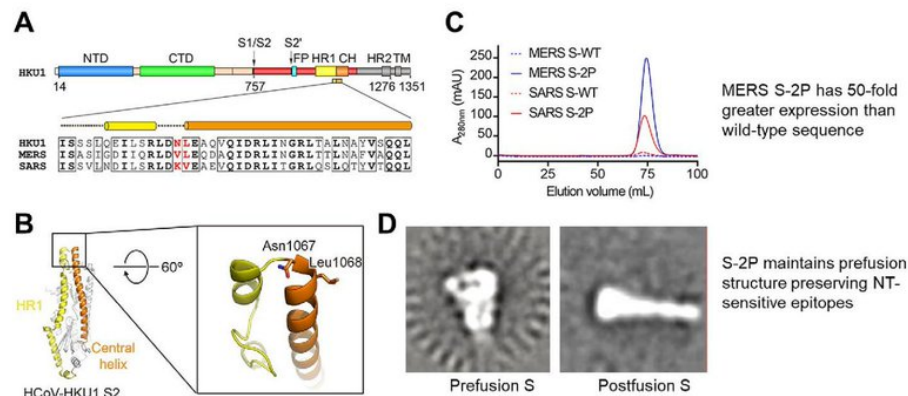 A
S1/S2 S2'
NTD CTD FP HR1 CH HR2 TM
HKU1
14 757 1276 1351
HKU1 ISSSLQEILSRLDNLEAQVQIDRLINGRLTALNAYVSQQL
MERS ISASIGDIIQRLDVLEQDAQIDRLINGRLTTLNAFVAQQL
SARS ISSVLNDILSRLDKVEAEVQIDRLITGRLQSLQTYVTQQL
B
60º
HR1
Central
helix
HCoV-HKU1 S2
Asn1067
Leu1068
C
A280nm (mAU)
250
200
150
100
50
0
0 25 50 75 100
Elution volume (mL)
MERS S-WT
MERS S-2P
SARS S-WT
SARS S-2P
MERS S-2P has 50-fold
greater expression than
wild-type sequence
D
Prefusion S Postfusion S
S-2P maintains prefusion
structure preserving NT-
sensitive epitopes